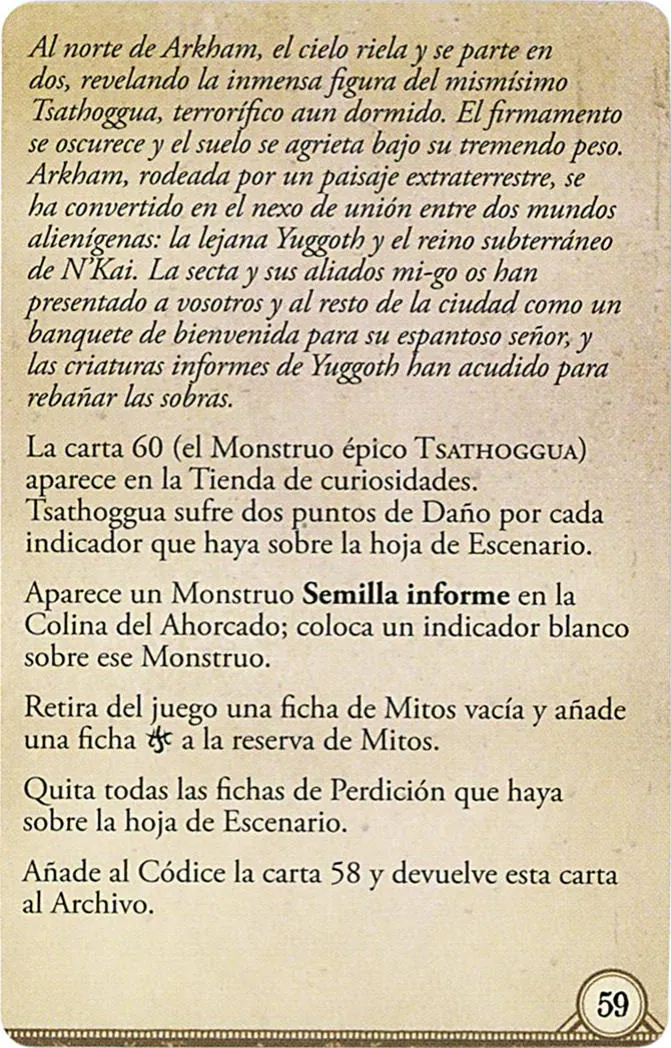 Al norte de Arkham, el cielo riela y se parte en
dos, revelando la inmensa figura del mismísimo
Tsathoggua, terrorífico aun dormido. El firmamento
se oscurece y el suelo se agrieta bajo su tremendo peso.
Arkham, rodeada por un paisaje extraterrestre, se
ha convertido en el nexo de unión entre dos mundos
alienígenas: la lejana Yuggoth y el reino subterráneo
de N'Kai. La secta y sus aliados mi-go os han
presentado a vosotros y al resto de la ciudad como un
banquete de bienvenida para su espantoso señor, y
las criaturas informes de Yuggoth han acudido para
rebañar las sobras.
La carta 60 (el Monstruo épico TSATHOGGUA)
aparece en la Tienda de curiosidades.
Tsathoggua sufre dos puntos de Daño por cada
indicador que haya sobre la hoja de Escenario.
Aparece un Monstruo Semilla informe en la
Colina del Ahorcado; coloca un indicador blanco
sobre ese Monstruo.
Retira del juego una ficha de Mitos vacía y añade
una ficha a la reserva de Mitos.
Quita todas las fichas de Perdición que haya
sobre la hoja de Escenario.
Añade al Códice la carta 58 y devuelve esta carta
al Archivo.
59